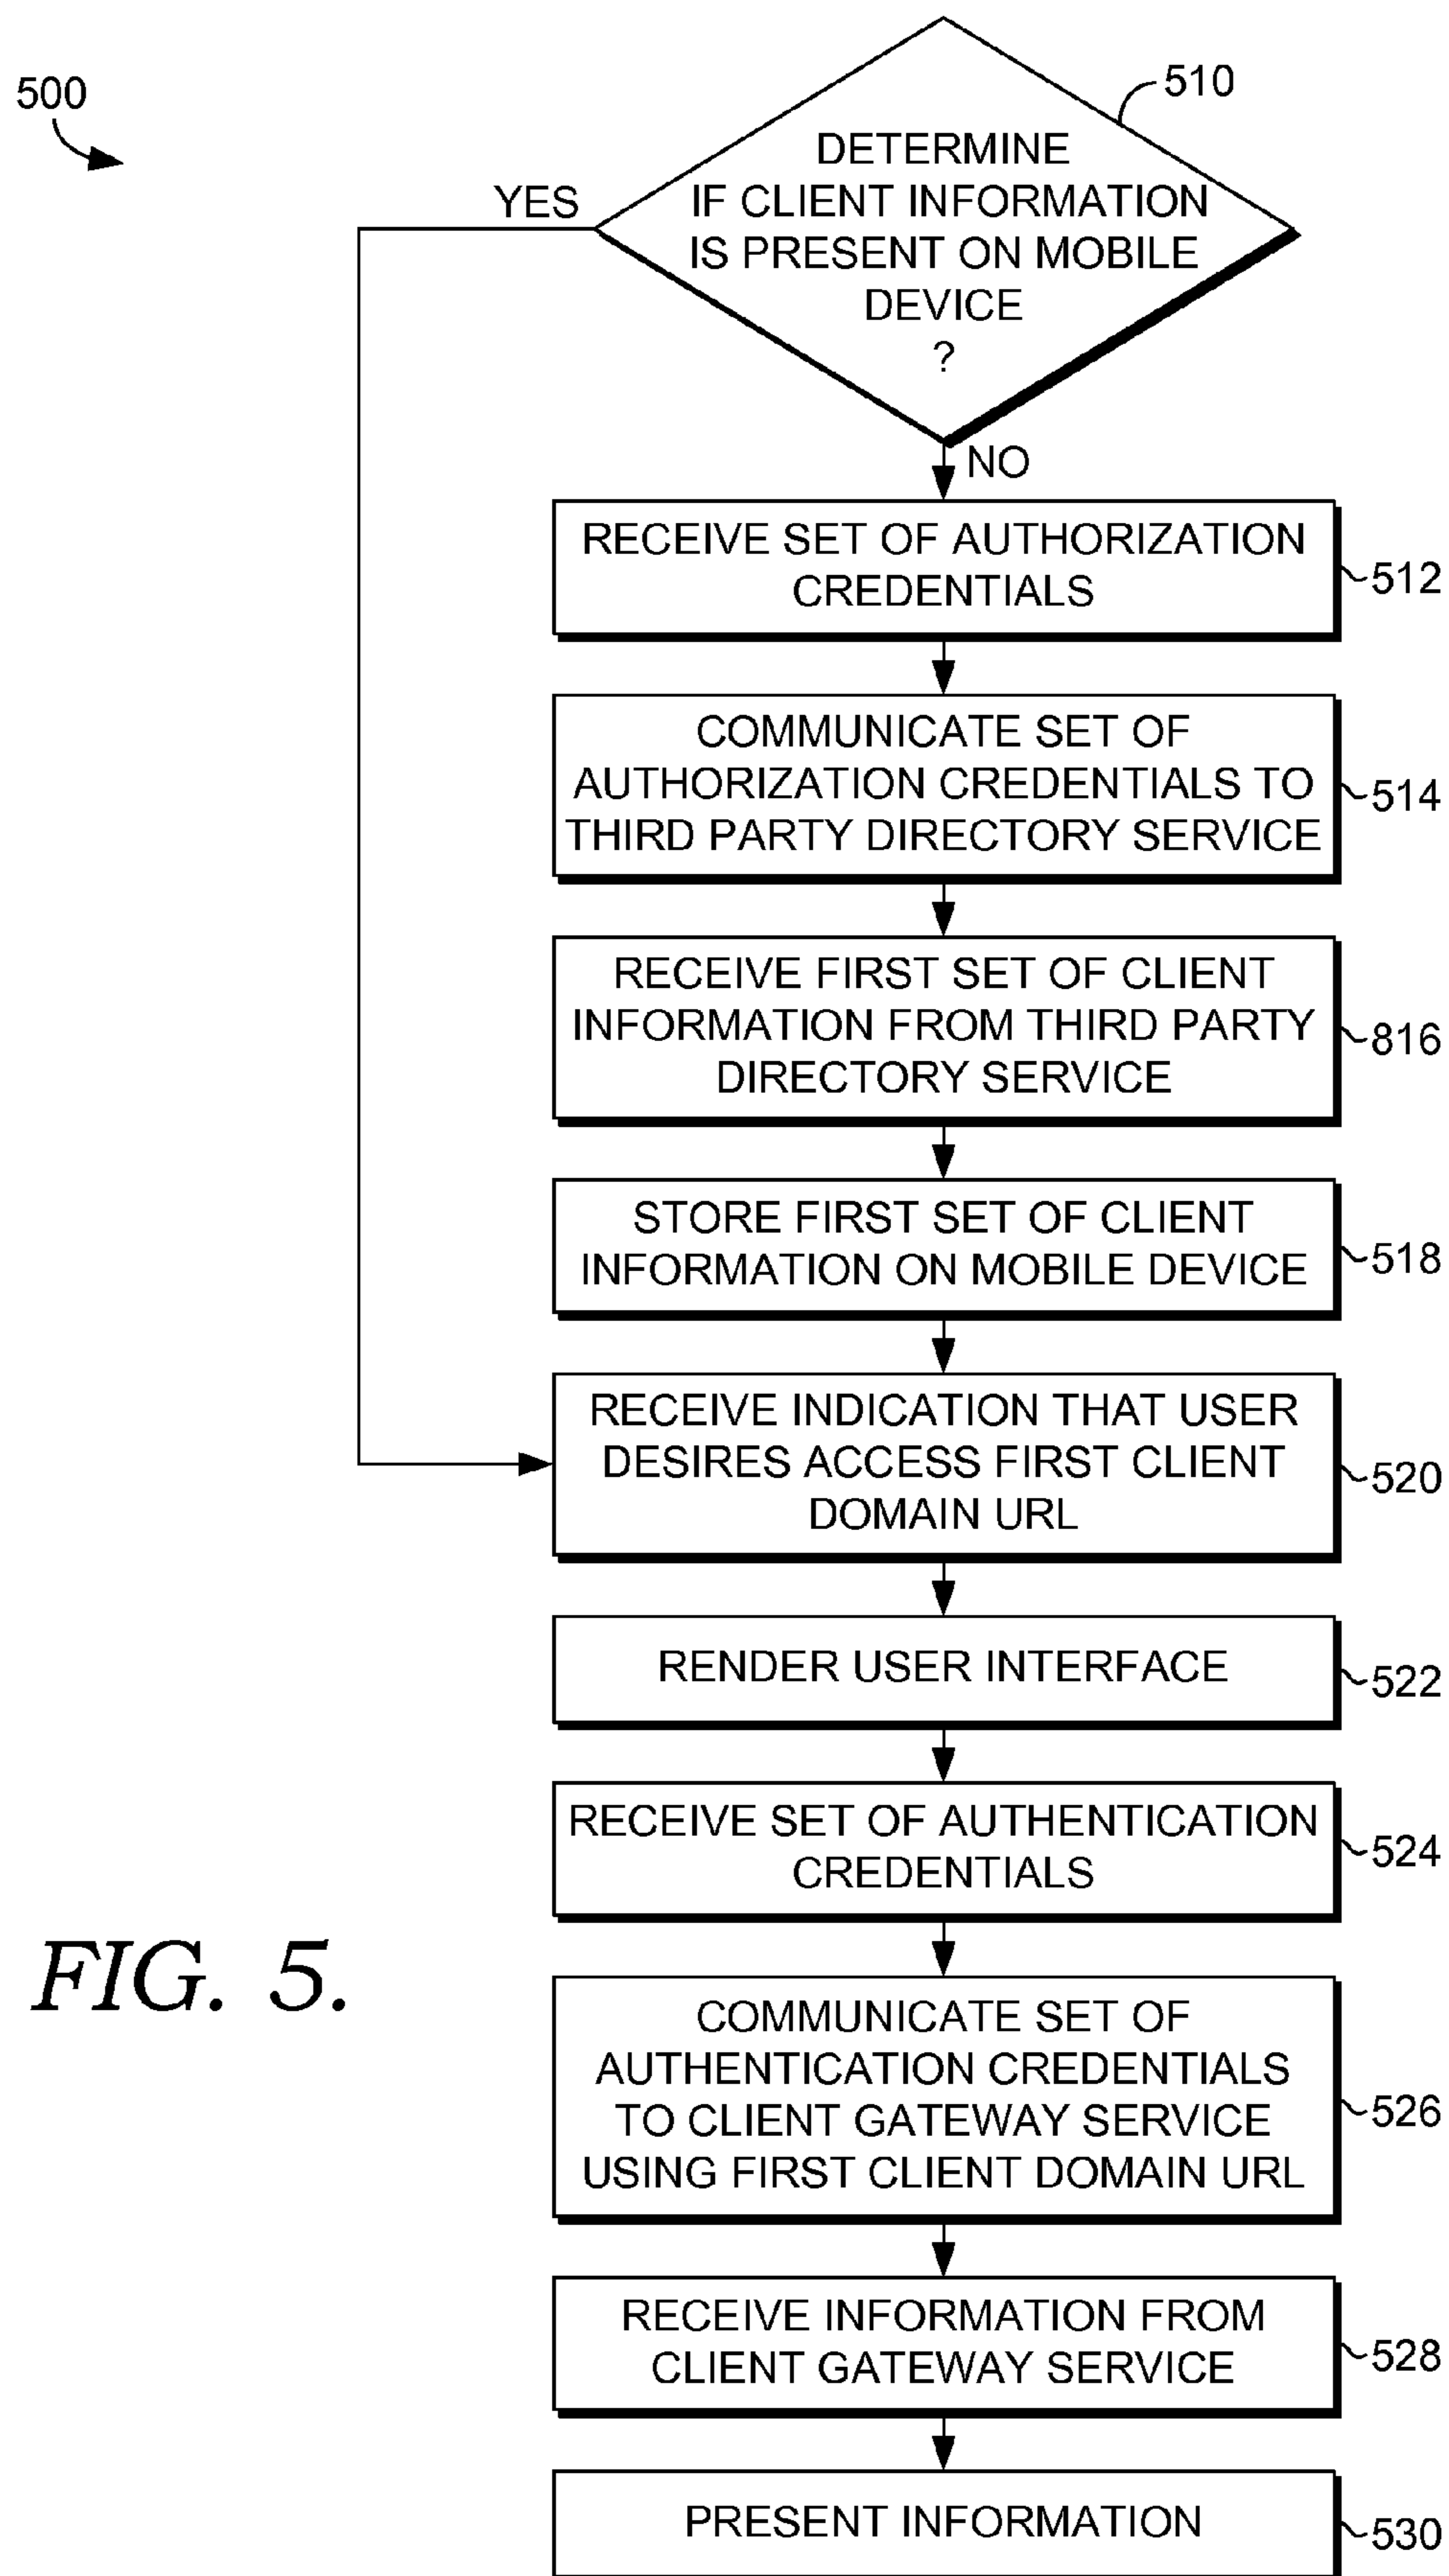 500
510
DETERMINE
IF CLIENT INFORMATION
IS PRESENT ON MOBILE
DEVICE
?
YES
NO
RECEIVE SET OF AUTHORIZATION
CREDENTIALS
512
COMMUNICATE SET OF
AUTHORIZATION CREDENTIALS TO
THIRD PARTY DIRECTORY SERVICE
514
RECEIVE FIRST SET OF CLIENT
INFORMATION FROM THIRD PARTY
DIRECTORY SERVICE
816
STORE FIRST SET OF CLIENT
INFORMATION ON MOBILE DEVICE
518
RECEIVE INDICATION THAT USER
DESIRES ACCESS FIRST CLIENT
DOMAIN URL
520
RENDER USER INTERFACE
522
RECEIVE SET OF AUTHENTICATION
CREDENTIALS
524
COMMUNICATE SET OF
AUTHENTICATION CREDENTIALS
TO CLIENT GATEWAY SERVICE
USING FIRST CLIENT DOMAIN URL
526
RECEIVE INFORMATION FROM
CLIENT GATEWAY SERVICE
528
PRESENT INFORMATION
530
FIG. 5.